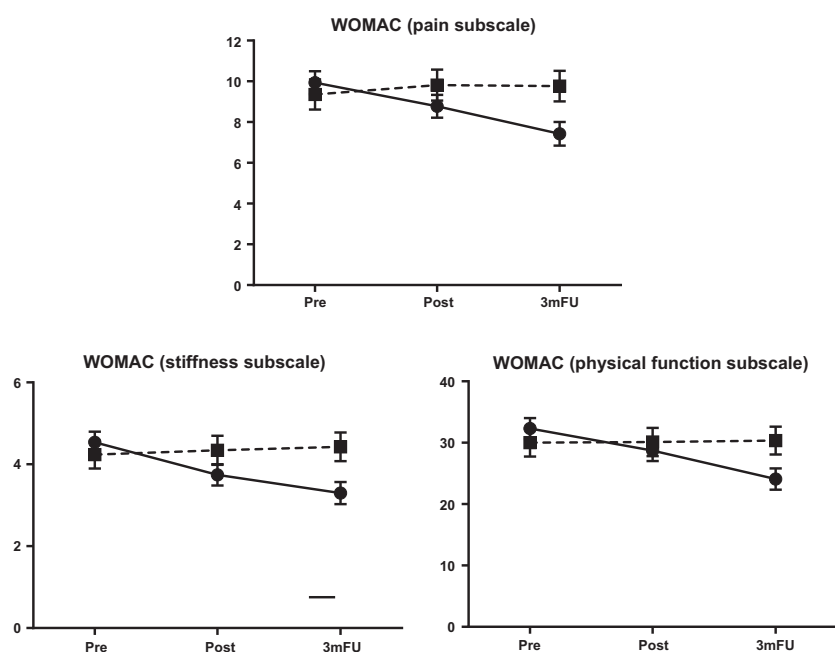 WOMAC (pain subscale)
12
10
8
6
4
2
0
Pre
Post
3mFU
WOMAC (stiffness subscale)
6
4
2
0
Pre
Post
3mFU
WOMAC (physical function subscale)
40
30
20
10
0
Pre
Post
3mFU